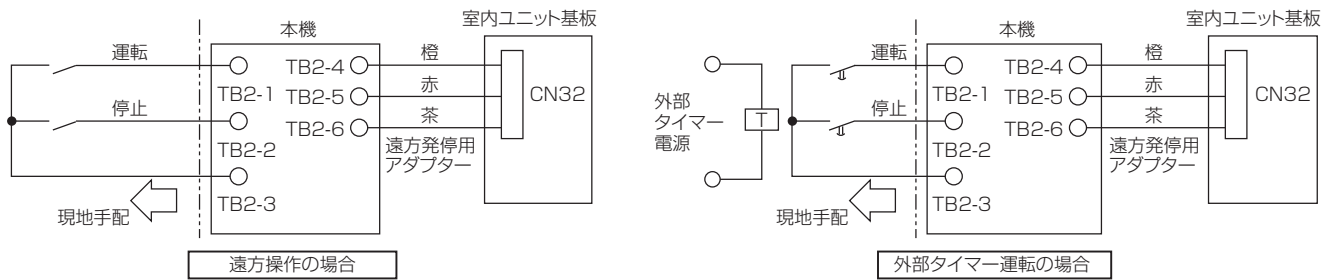 本機
室内ユニット基板
運転
TB2-4
橙
TB2-1
TB2-5
赤
CN32
停止
TB2-6
茶
TB2-2
遠方発停用
アダプター
TB2-3
現地手配
遠方操作の場合
本機
室内ユニット基板
外部
タイマー
電源
T
運転
TB2-4
橙
TB2-1
TB2-5
赤
CN32
停止
TB2-6
茶
TB2-2
遠方発停用
アダプター
TB2-3
現地手配
外部タイマー運転の場合